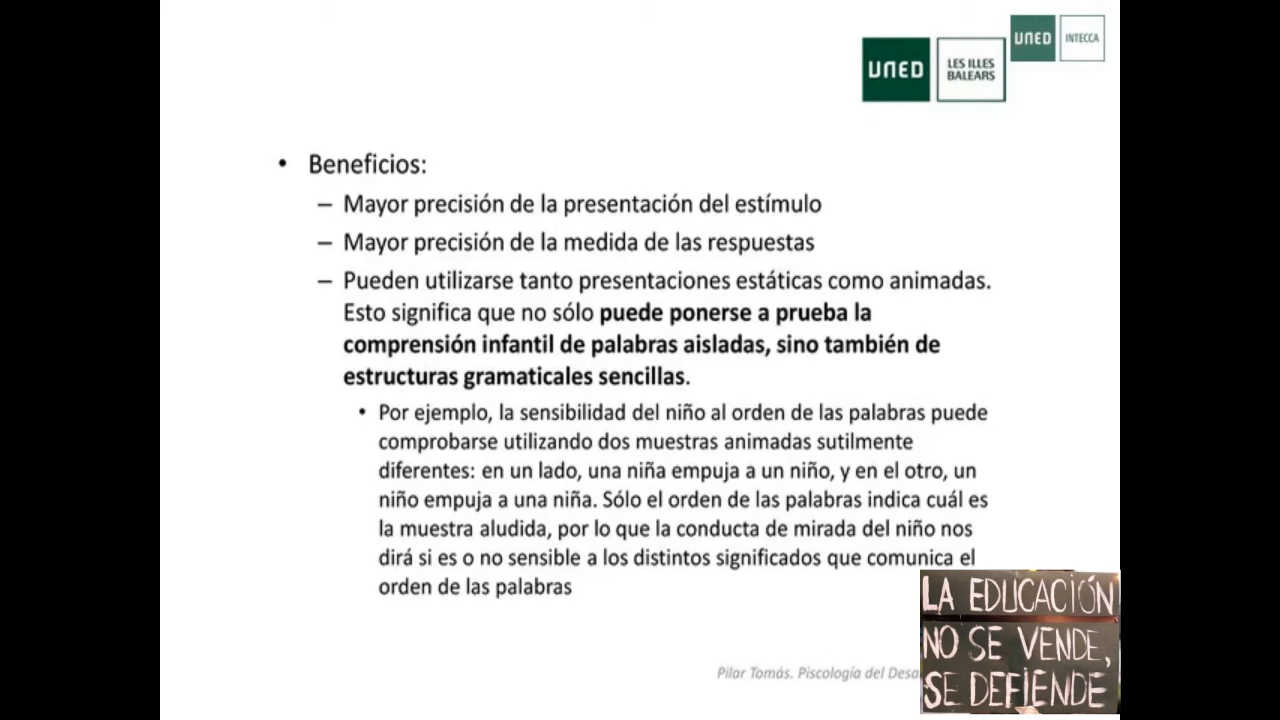 UNED
INTECCA
UNED
LES ILLES
BALEARS
• Beneficios:
– Mayor precisión de la presentación del estímulo
– Mayor precisión de la medida de las respuestas
– Pueden utilizarse tanto presentaciones estáticas como animadas.
Esto significa que no sólo puede ponerse a prueba la
comprensión infantil de palabras aisladas, sino también de
estructuras gramaticales sencillas.
• Por ejemplo, la sensibilidad del niño al orden de las palabras puede
comprobarse utilizando dos muestras animadas sutilmente
diferentes: en un lado, una niña empuja a un niño, y en el otro, un
niño empuja a una niña. Sólo el orden de las palabras indica cuál es
la muestra aludida, por lo que la conducta de mirada del niño nos
dirá si es o no sensible a los distintos significados que comunica el
orden de las palabras
Pilar Tomás. Piscología del
LA EDUCACIÓN
NO SE VENDE,
SE DEFIENDE